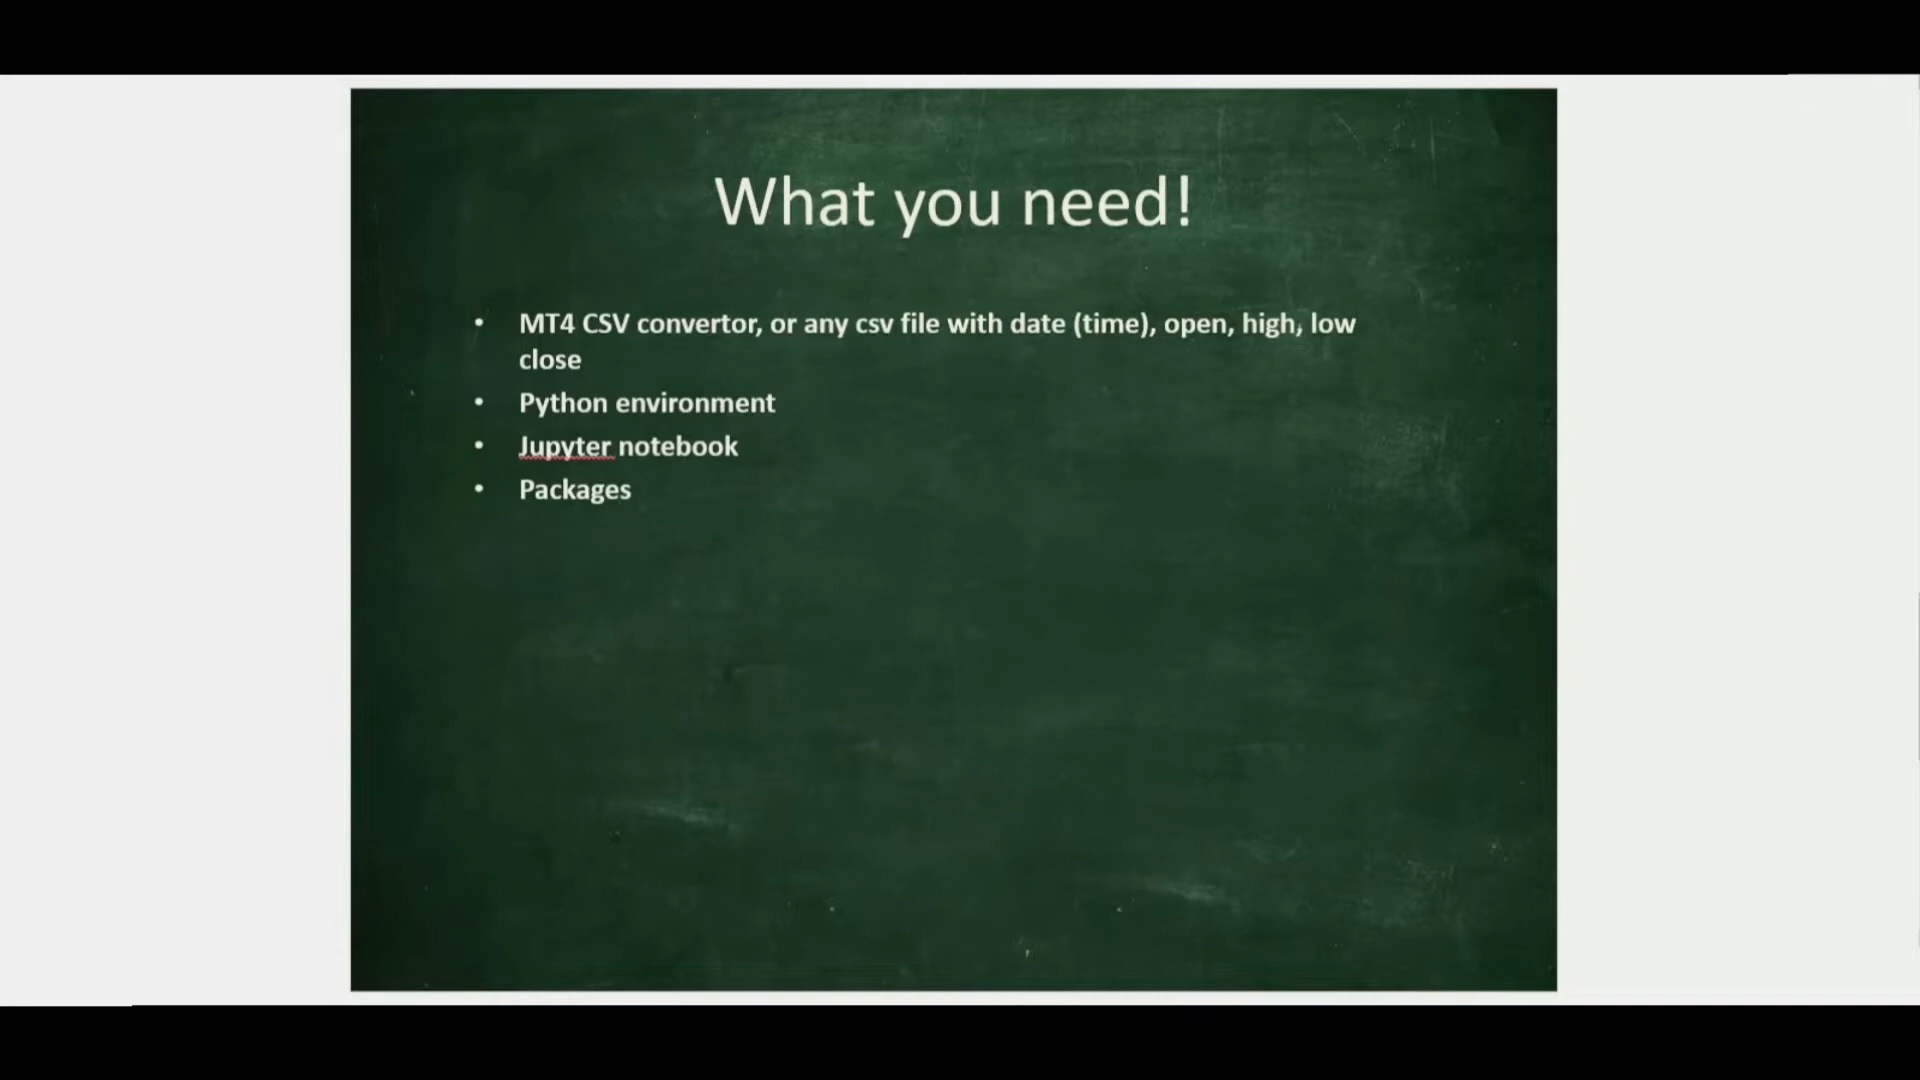 What you need!
• MT4 CSV convertor, or any csv file with date (time), open, high, low
close
• Python environment
• Jupyter notebook
• Packages